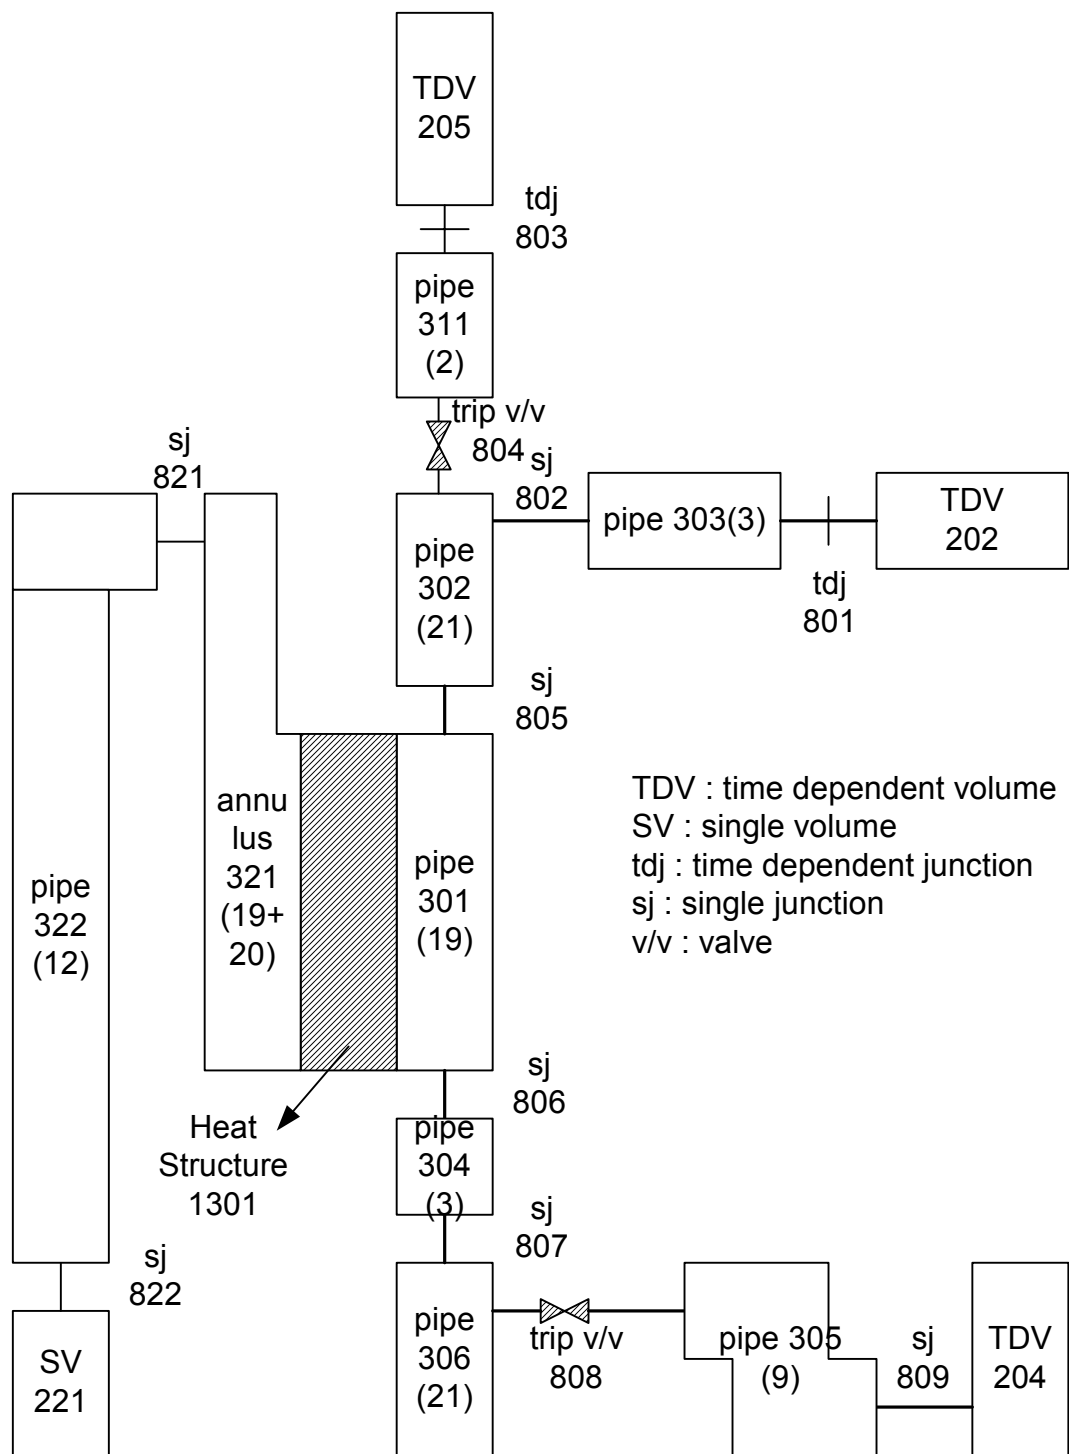 TDV
205
tdj
803
pipe
311
(2)
trip v/v
804
sj
821
sj
802
pipe 303(3)
TDV
202
tdj
801
pipe
302
(21)
sj
805
annu
lus
321
(19+
20)
pipe
301
(19)
TDV : time dependent volume
SV : single volume
tdj : time dependent junction
sj : single junction
v/v : valve
pipe
322
(12)
sj
806
Heat
Structure
1301
pipe
304
(3)
sj
807
sj
822
SV
221
pipe
306
(21)
trip v/v
808
pipe 305
(9)
sj
809
TDV
204